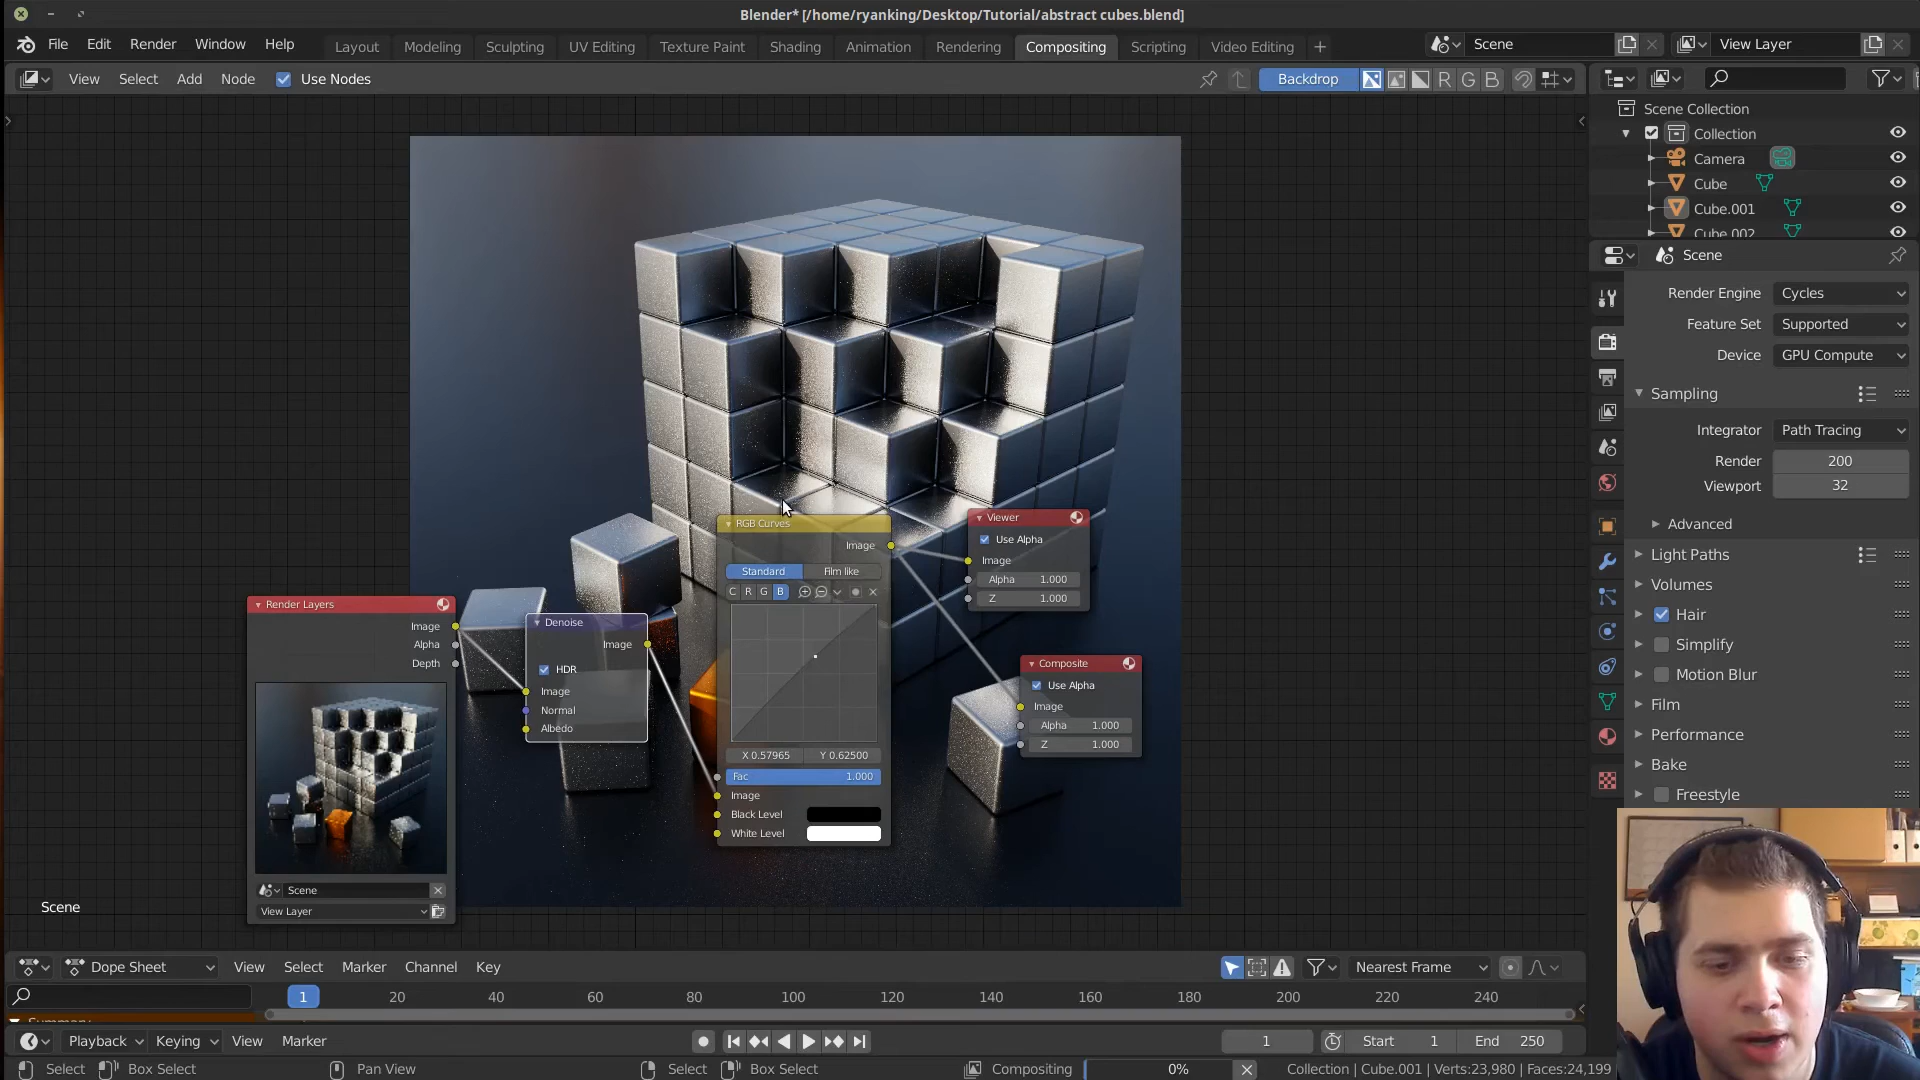 Blender* [/home/ryanking/Desktop/Tutorial/abstract cubes.blend]
File Edit Render Window Help Layout Modeling Sculpting UV Editing Texture Paint Shading Animation Rendering Compositing Scripting Video Editing + Scene View Layer
View Select Add Node Use Nodes Backdrop R G B
Scene Collection
Collection
Camera
Cube
Cube.001
Cube.002
Scene
Render Engine Cycles
Feature Set Supported
Device GPU Compute
Sampling
Integrator Path Tracing
Render 200
Viewport 32
Advanced
Light Paths
Volumes
Hair
Simplify
Motion Blur
Film
Performance
Bake
Freestyle
Render Layers
Image
Alpha
Depth
Scene
View Layer
Denoise
Image
HDR
Image
Normal
Albedo
RGB Curves
Image
Standard Film like
C R G B
X 0.57965 Y 0.62500
Fac 1.000
Image
Black Level
White Level
Viewer
Use Alpha
Image
Alpha 1.000
Z 1.000
Composite
Use Alpha
Image
Alpha 1.000
Z 1.000
Scene
Dope Sheet View Select Marker Channel Key Nearest Frame
1 20 40 60 80 100 120 140 160 180 200 220 240
Summary
Playback Keying View Marker 1 Start 1 End 250
Select Box Select Pan View Select Box Select Compositing 0% Collection | Cube.001 | Verts:23,980 | Faces:24,199